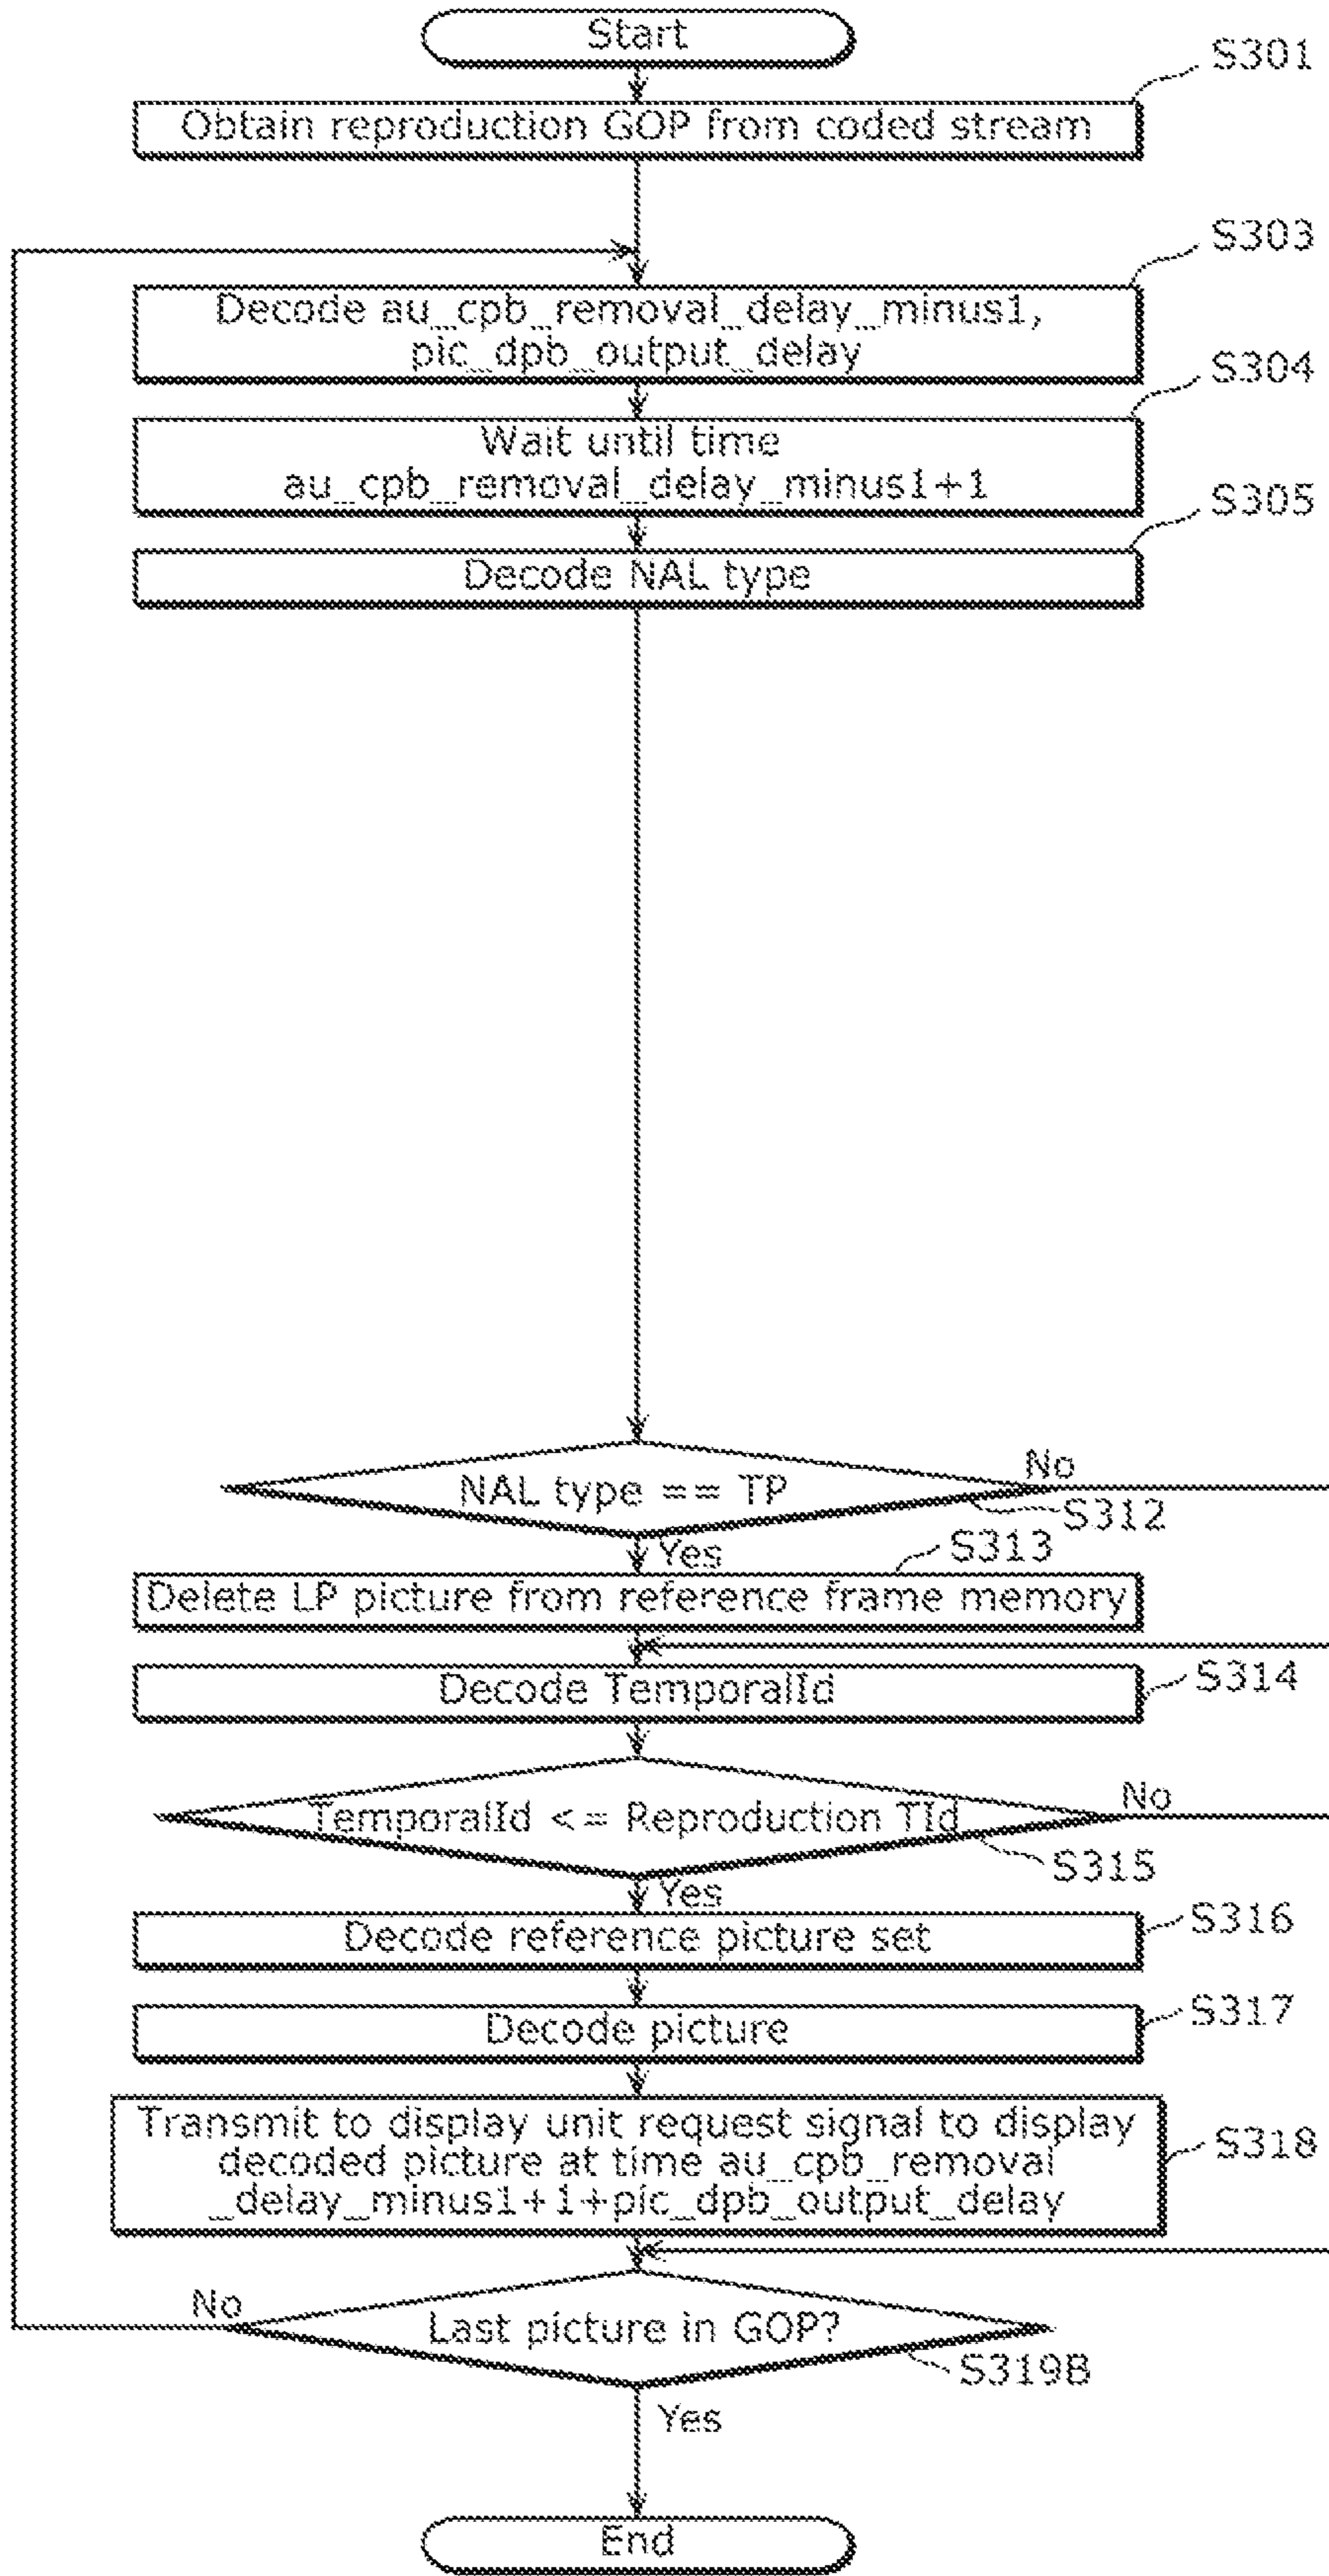 Start
S301
Obtain reproduction GOP from coded stream
S303
Decode au_cpb_removal_delay_minus1,
pic_dpb_output_delay
S304
Wait until time
au_cpb_removal_delay_minus1+1
S305
Decode NAL type
NAL type == TP
No
S312
Yes
S313
Delete LP picture from reference frame memory
Decode TemporalId
S314
TemporalId <= Reproduction TId
No
S315
Yes
Decode reference picture set
S316
Decode picture
S317
Transmit to display unit request signal to display
decoded picture at time au_cpb_removal
_delay_minus1+1+pic_dpb_output_delay
S318
No
Last picture in GOP?
S319B
Yes
End